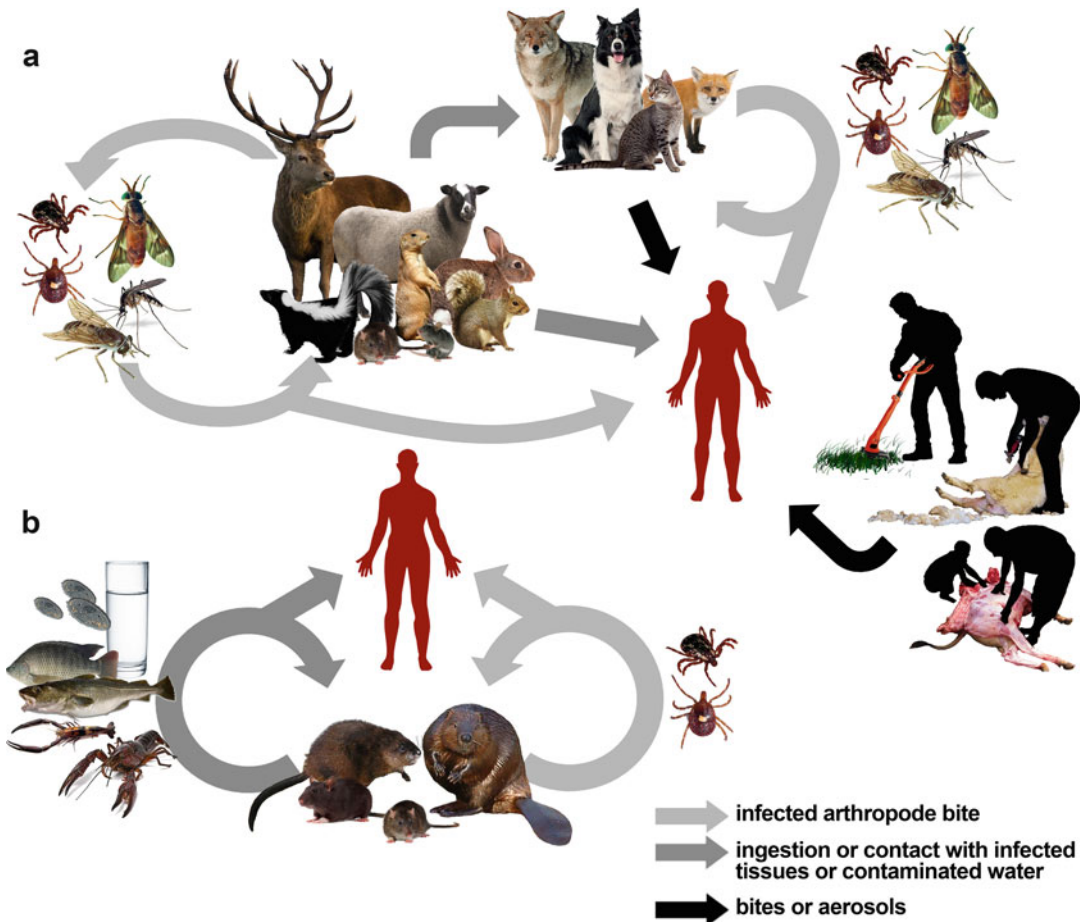 a
b
infected arthropode bite
ingestion or contact with infected
tissues or contaminated water
bites or aerosols